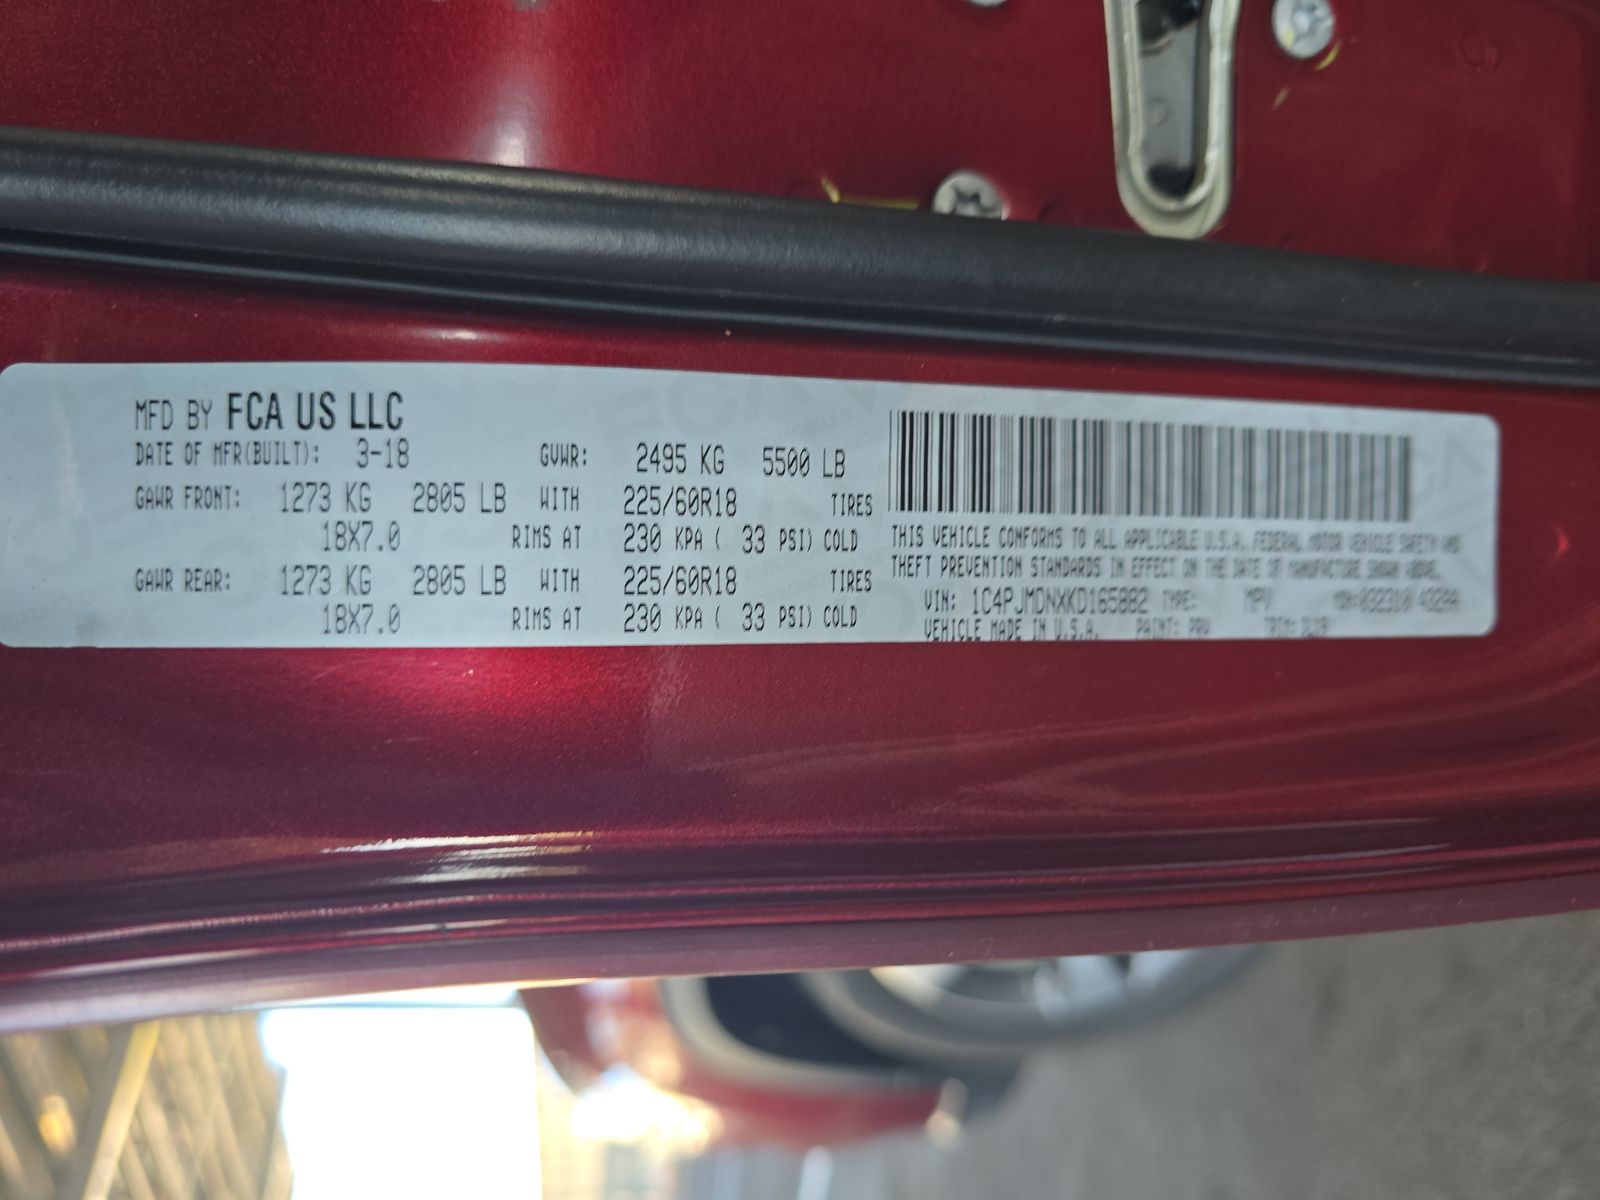 MFD BY FCA US LLC
DATE OF MFR(BUILT): 3-18 GVWR: 2495 KG 5500 LB
GAWR FRONT: 1273 KG 2805 LB WITH 225/60R18 TIRES
18X7.0 RIMS AT 230 KPA ( 33 PSI) COLD
GAWR REAR: 1273 KG 2805 LB WITH 225/60R18 TIRES
18X7.0 RIMS AT 230 KPA ( 33 PSI) COLD
THIS VEHICLE CONFORMS TO ALL APPLICABLE U.S.A. FEDERAL MOTOR VEHICLE SAFETY AND
THEFT PREVENTION STANDARDS IN EFFECT ON THE DATE OF MANUFACTURE SHOWN ABOVE.
VIN: 1C4PJMDNXKD165882 TYPE: MPV
VEHICLE MADE IN U.S.A. PAINT: PRV TRIM: